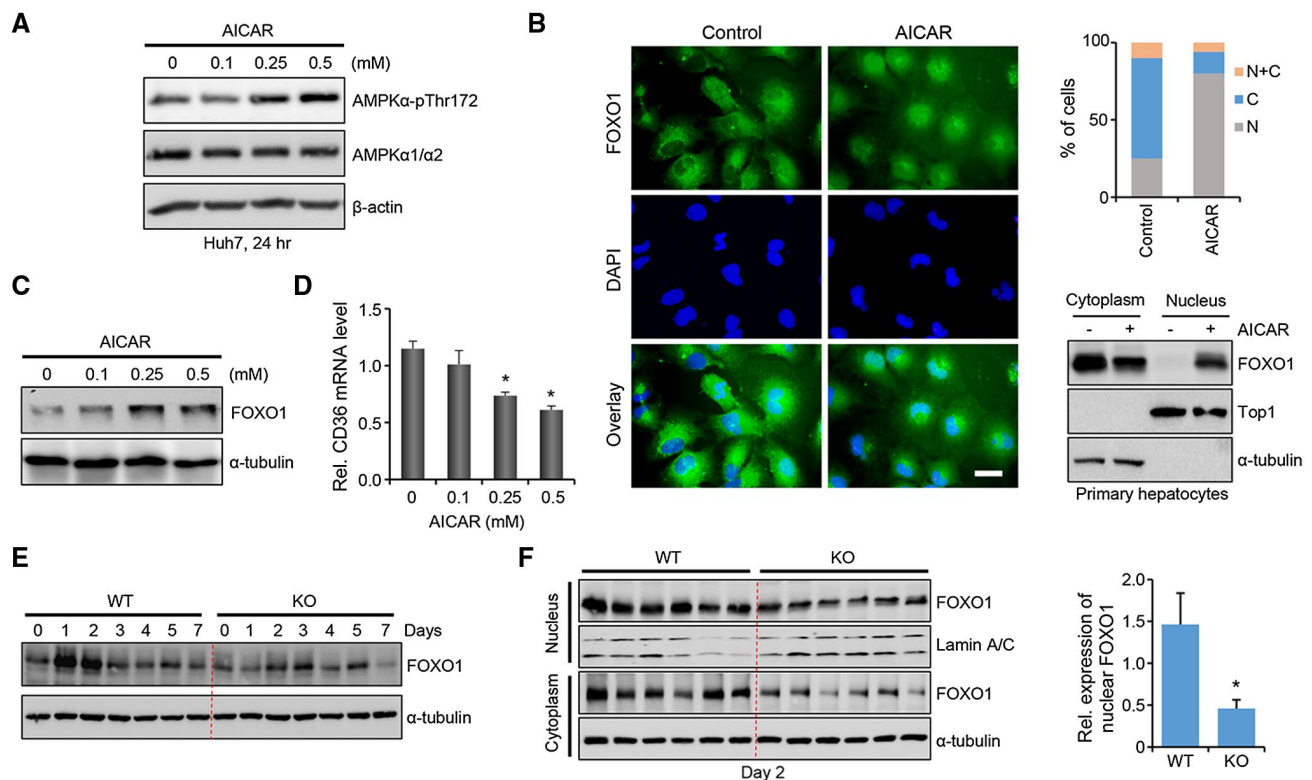 A
AICAR
0 0.1 0.25 0.5 (mM)
AMPKα-pThr172
AMPKα1/α2
β-actin
Huh7, 24 hr
B
Control AICAR
FOXO1
DAPI
Overlay
100
50
0
% of cells
N+C
C
N
Control
AICAR
Cytoplasm Nucleus
- + - + AICAR
FOXO1
Top1
α-tubulin
Primary hepatocytes
C
AICAR
0 0.1 0.25 0.5 (mM)
FOXO1
α-tubulin
D
Rel. CD36 mRNA level
1.5
1.0
0.5
0.0
* *
0 0.1 0.25 0.5
AICAR (mM)
E
WT KO
0 1 2 3 4 5 7 0 1 2 3 4 5 7 Days
FOXO1
α-tubulin
F
WT KO
Nucleus
FOXO1
Lamin A/C
Cytoplasm
FOXO1
α-tubulin
Day 2
Rel. expression of
nuclear FOXO1
2.0
1.5
1.0
0.5
0
*
WT KO